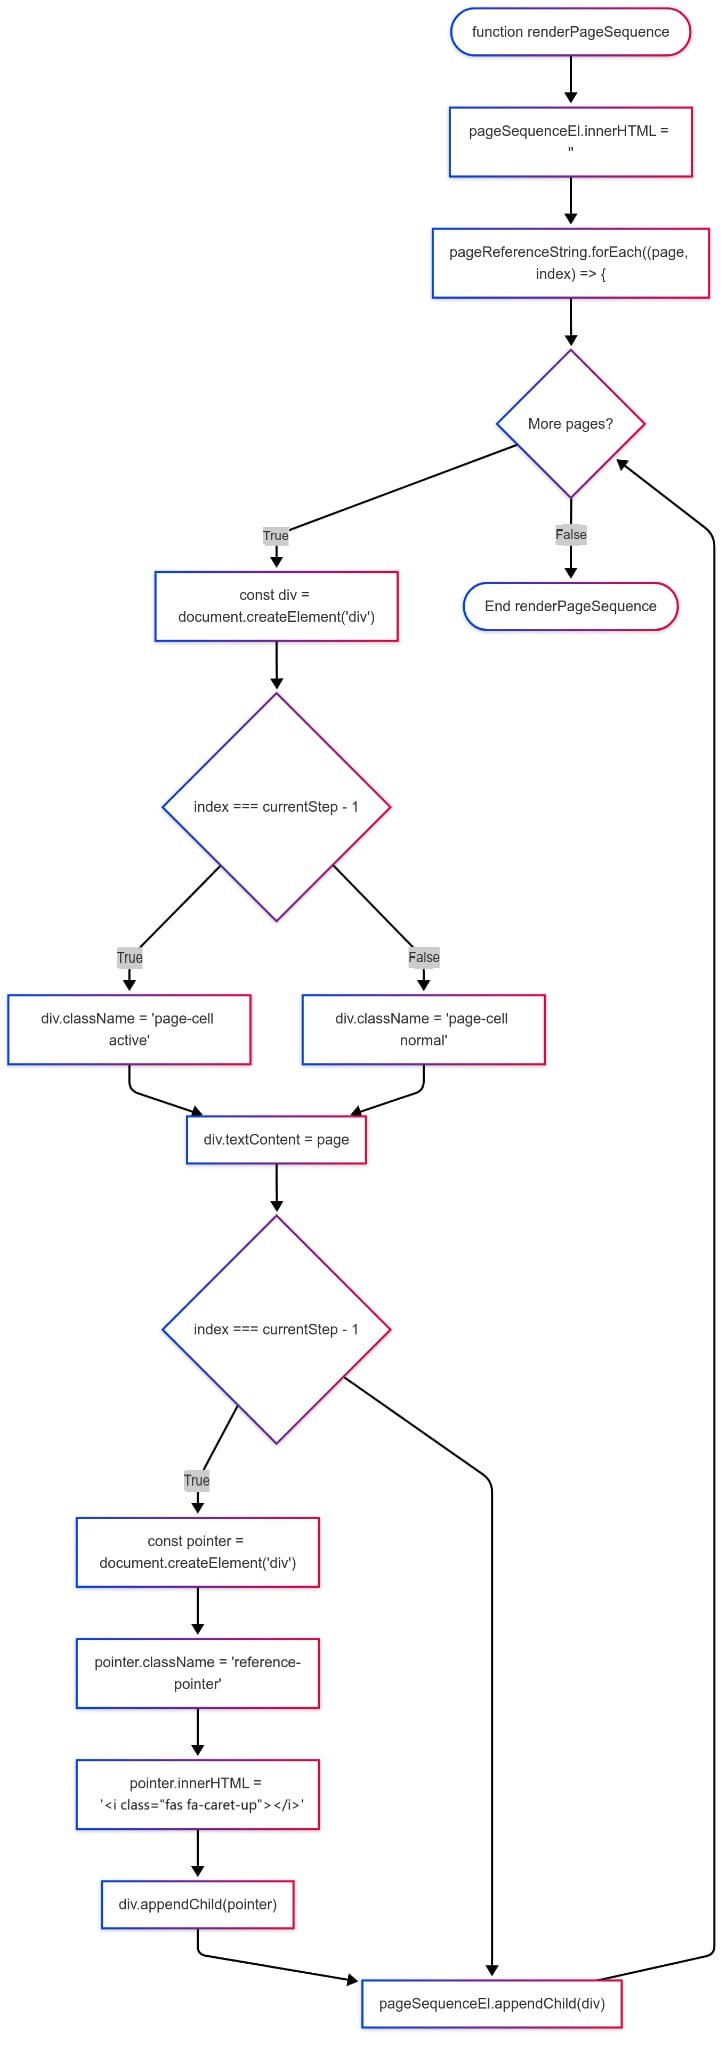 function renderPageSequence
pageSequenceEl.innerHTML =
''
pageReferenceString.forEach((page,
index) => {
More pages?
True
False
const div =
document.createElement('div')
End renderPageSequence
index === currentStep - 1
True
False
div.className = 'page-cell
active'
div.className = 'page-cell
normal'
div.textContent = page
index === currentStep - 1
True
const pointer =
document.createElement('div')
pointer.className = 'reference-
pointer'
pointer.innerHTML =
'<i class="fas fa-caret-up"></i>'
div.appendChild(pointer)
pageSequenceEl.appendChild(div)